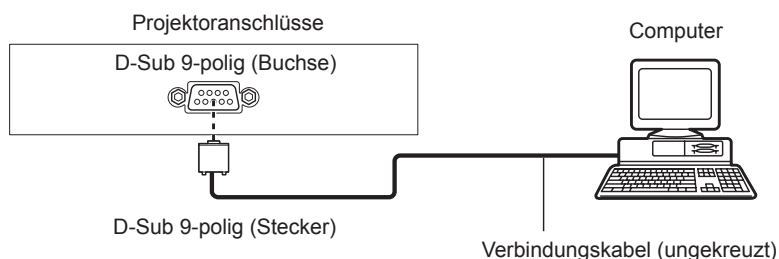 Projektoranschlüsse
Computer
D-Sub 9-polig (Buchse)
D-Sub 9-polig (Stecker)
Verbindungskabel (ungekreuzt)